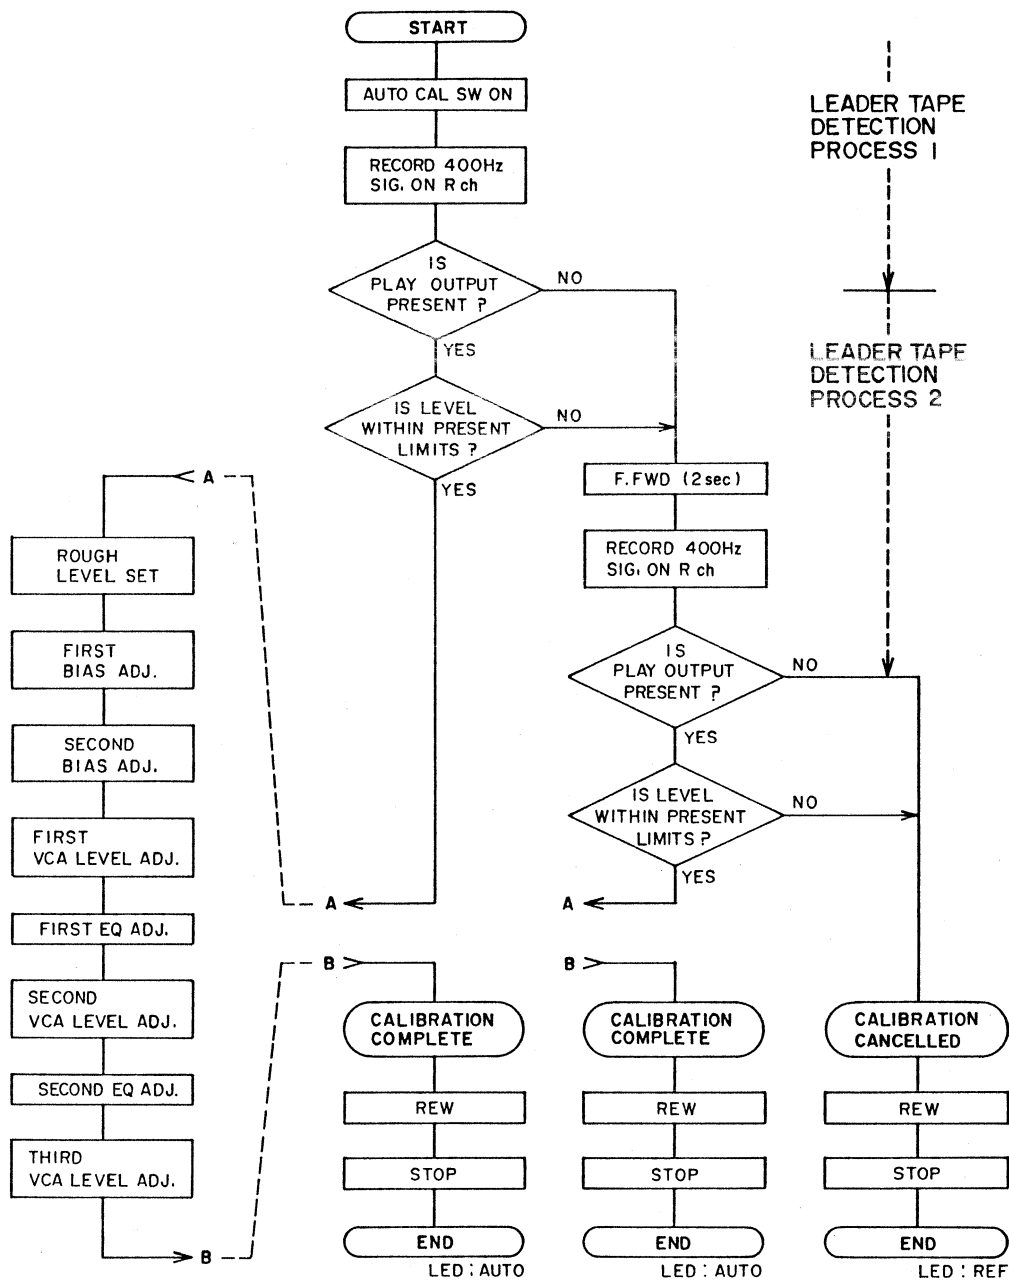 START
AUTO CAL SW ON
RECORD 400Hz
SIG. ON R ch
IS
PLAY OUTPUT
PRESENT ?
NO
YES
IS LEVEL
WITHIN PRESENT
LIMITS ?
NO
YES
LEADER TAPE
DETECTION
PROCESS 1
LEADER TAPE
DETECTION
PROCESS 2
F.FWD (2sec)
RECORD 400Hz
SIG. ON R ch
IS
PLAY OUTPUT
PRESENT ?
NO
YES
IS LEVEL
WITHIN PRESENT
LIMITS ?
NO
YES
A
ROUGH
LEVEL SET
FIRST
BIAS ADJ.
SECOND
BIAS ADJ.
FIRST
VCA LEVEL ADJ.
FIRST EQ ADJ.
SECOND
VCA LEVEL ADJ.
SECOND EQ ADJ.
THIRD
VCA LEVEL ADJ.
B
A
A
B
B
CALIBRATION
COMPLETE
REW
STOP
END
LED : AUTO
CALIBRATION
COMPLETE
REW
STOP
END
LED : AUTO
CALIBRATION
CANCELLED
REW
STOP
END
LED : REF